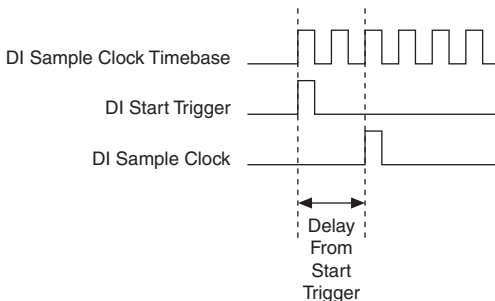 DI Sample Clock Timebase
DI Start Trigger
DI Sample Clock
Delay
From
Start
Trigger